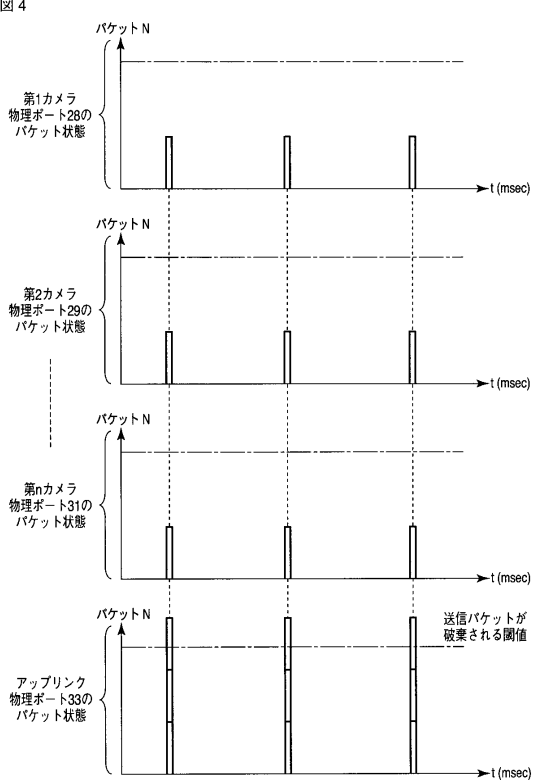 図4
パケットN
第1カメラ
物理ポート28の
パケット状態
t (msec)
パケットN
第2カメラ
物理ポート29の
パケット状態
t (msec)
パケットN
第nカメラ
物理ポート31の
パケット状態
t (msec)
パケットN
送信パケットが
破棄される閾値
アップリンク
物理ポート33の
パケット状態
t (msec)